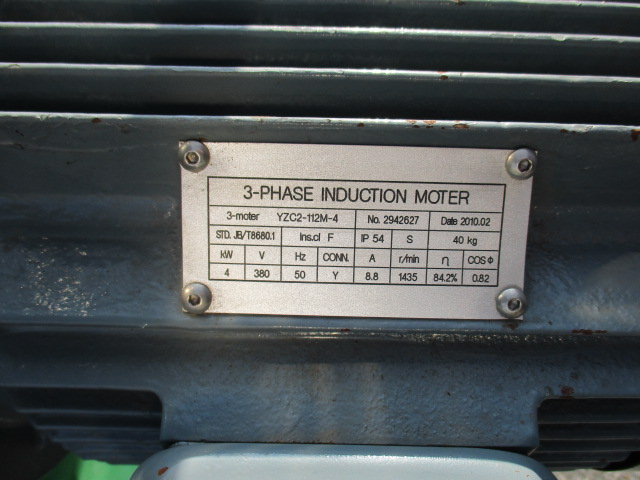 3-PHASE INDUCTION MOTER
3-moter YZC2-112M-4 No. 2942627 Date 2010.02
STD. JB/T8680.1 Ins.cl F IP 54 S 40 kg
kW V Hz CONN. A r/min η COSΦ
4 380 50 Y 8.8 1435 84.2% 0.82